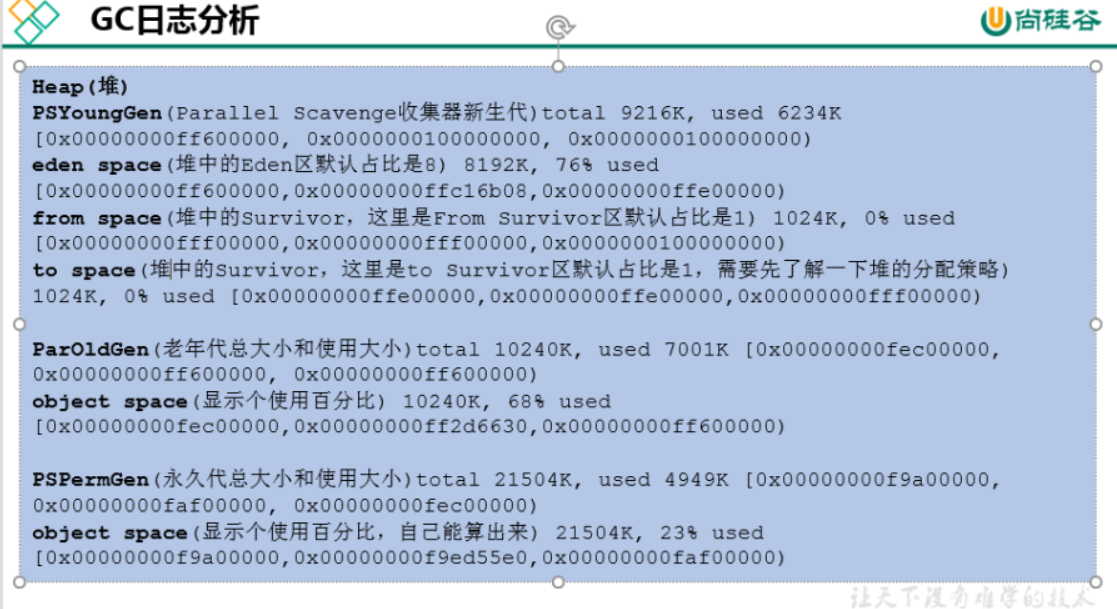 GC日志分析
尚硅谷
Heap(堆)
PSYoungGen(Parallel Scavenge收集器新生代)total 9216K, used 6234K
[0x00000000ff600000, 0x0000000100000000, 0x0000000100000000)
eden space(堆中的Eden区默认占比是8) 8192K, 76% used
[0x00000000ff600000,0x00000000ffc16b08,0x00000000ffe00000)
from space(堆中的Survivor，这里是From Survivor区默认占比是1) 1024K, 0% used
[0x00000000fff00000,0x00000000fff00000,0x0000000100000000)
to space(堆中的Survivor，这里是to Survivor区默认占比是1，需要先了解一下堆的分配策略)
1024K, 0% used [0x00000000ffe00000,0x00000000ffe00000,0x00000000fff00000)
ParOldGen(老年代总大小和使用大小)total 10240K, used 7001K [0x00000000fec00000,
0x00000000ff600000, 0x00000000ff600000)
object space(显示个使用百分比) 10240K, 68% used
[0x00000000fec00000,0x00000000ff2d6630,0x00000000ff600000)
PSPermGen(永久代总大小和使用大小)total 21504K, used 4949K [0x00000000f9a00000,
0x00000000faf00000, 0x00000000fec00000)
object space(显示个使用百分比，自己能算出来) 21504K, 23% used
[0x00000000f9a00000,0x00000000f9ed55e0,0x00000000faf00000)
让天下没有难学的技术